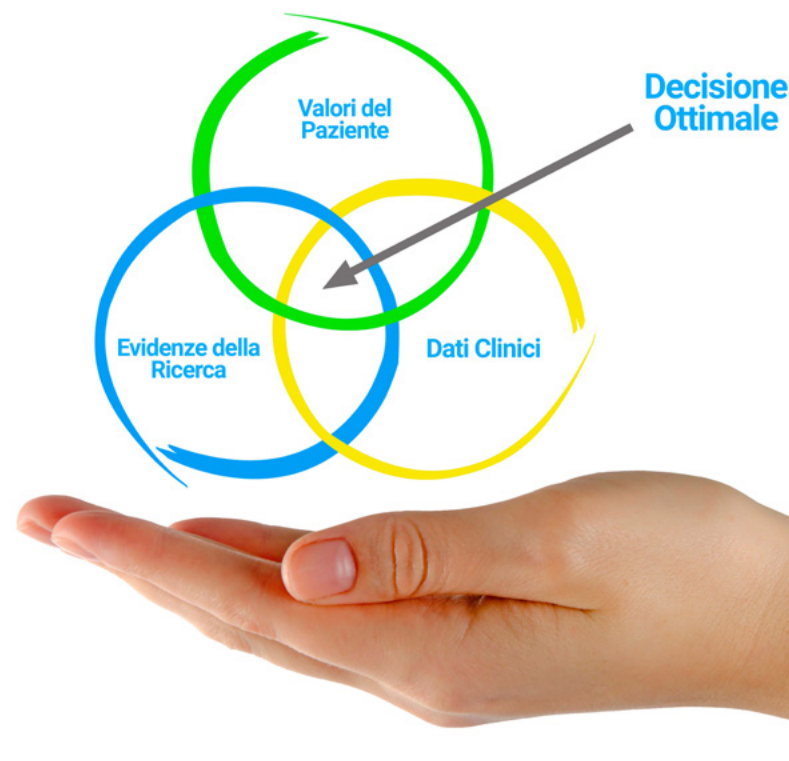 Valori del
Paziente
Decisione
Ottimale
Evidenze della
Ricerca
Dati Clinici